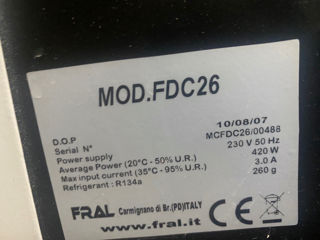 MOD.FDC26
D.O.P 10/08/07
Serial N° MCFDC26/00488
Power supply 230 V 50 Hz
Average Power (20°C - 50% U.R.) 420 W
Max input current (35°C - 95% U.R.) 3.0 A
Refrigerant : R134a 260 g
FRAL Carmignano di Br.(PD)ITALY
www.fral.it CE